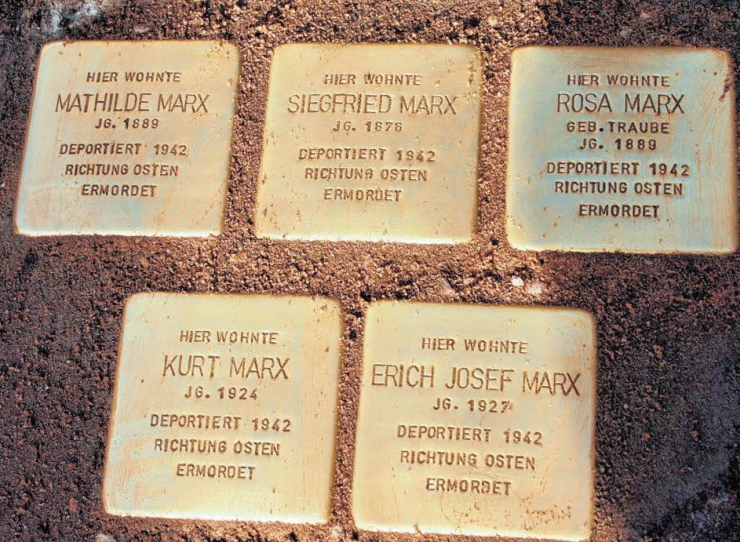 HIER WOHNTE
MATHILDE MARX
JG. 1889
DEPORTIERT 1942
RICHTUNG OSTEN
ERMORDET
HIER WOHNTE
SIEGFRIED MARX
JG. 1876
DEPORTIERT 1942
RICHTUNG OSTEN
ERMORDET
HIER WOHNTE
ROSA MARX
GEB. TRAUBE
JG. 1889
DEPORTIERT 1942
RICHTUNG OSTEN
ERMORDET
HIER WOHNTE
KURT MARX
JG. 1924
DEPORTIERT 1942
RICHTUNG OSTEN
ERMORDET
HIER WOHNTE
ERICH JOSEF MARX
JG. 1927
DEPORTIERT 1942
RICHTUNG OSTEN
ERMORDET